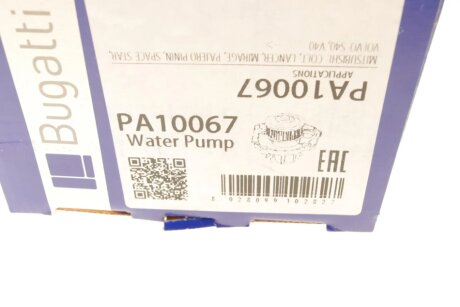 Bugatti
VOLVO: S40, V40
MITSUBISHI: COLT, LANCER, MIRAGE, PAJERO PININ, SPACE STAR,
APPLICATIONS
PA10067
PA10067
Water Pump
EAC